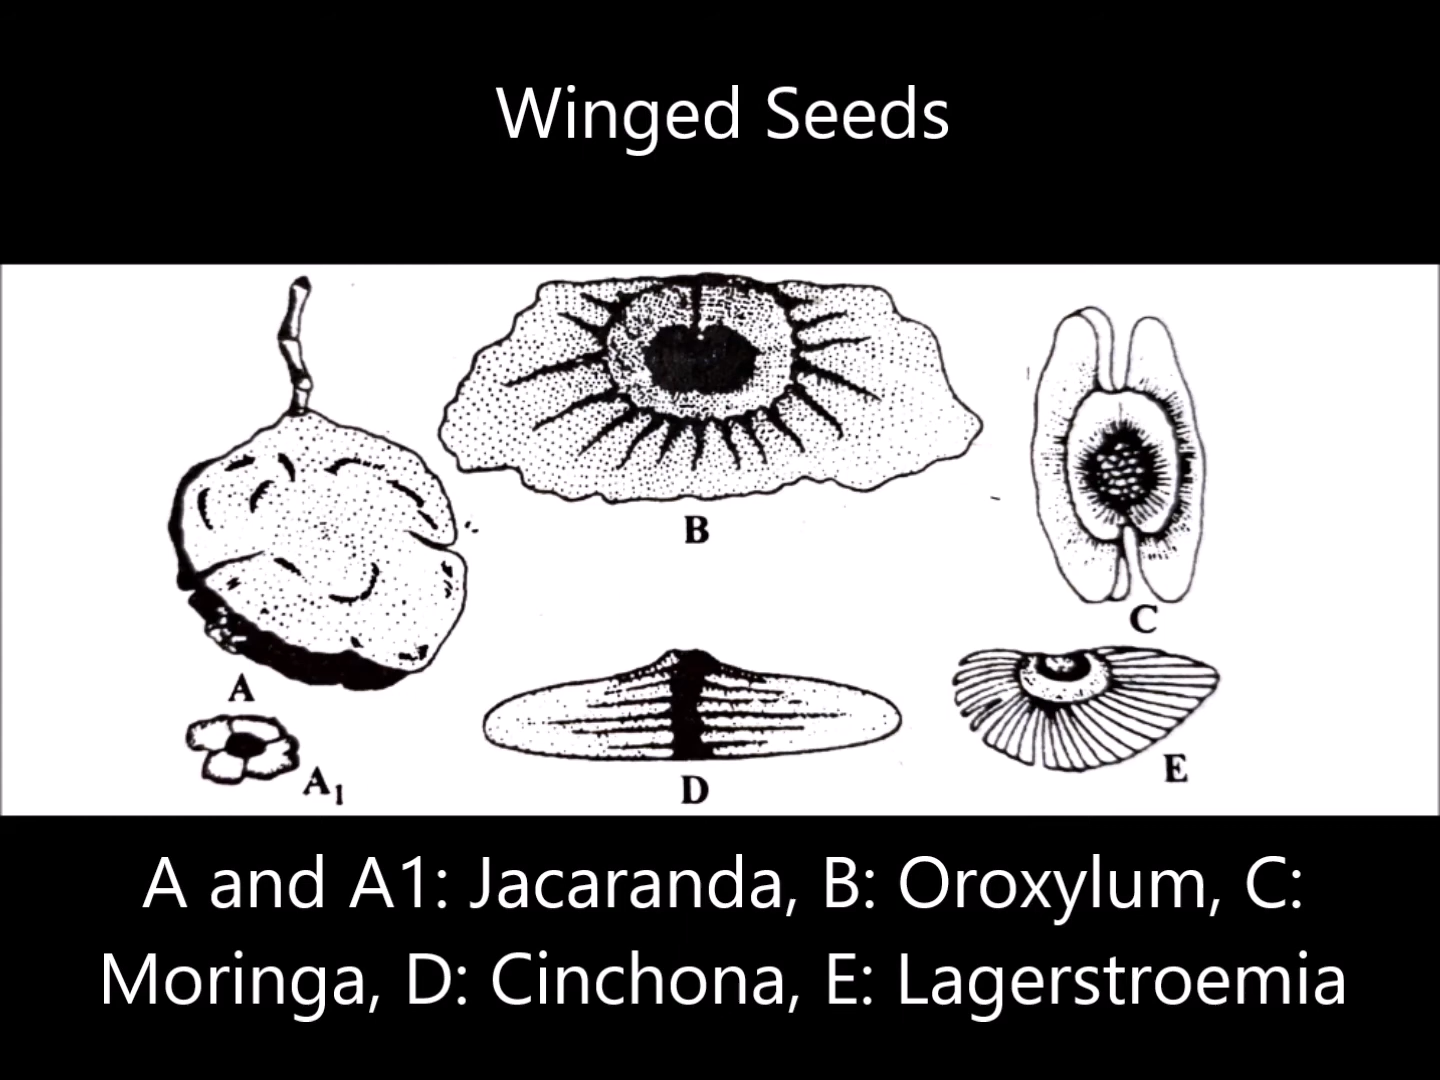 Winged Seeds
B
C
A
A1
D
E
A and A1: Jacaranda, B: Oroxylum, C:
Moringa, D: Cinchona, E: Lagerstroemia